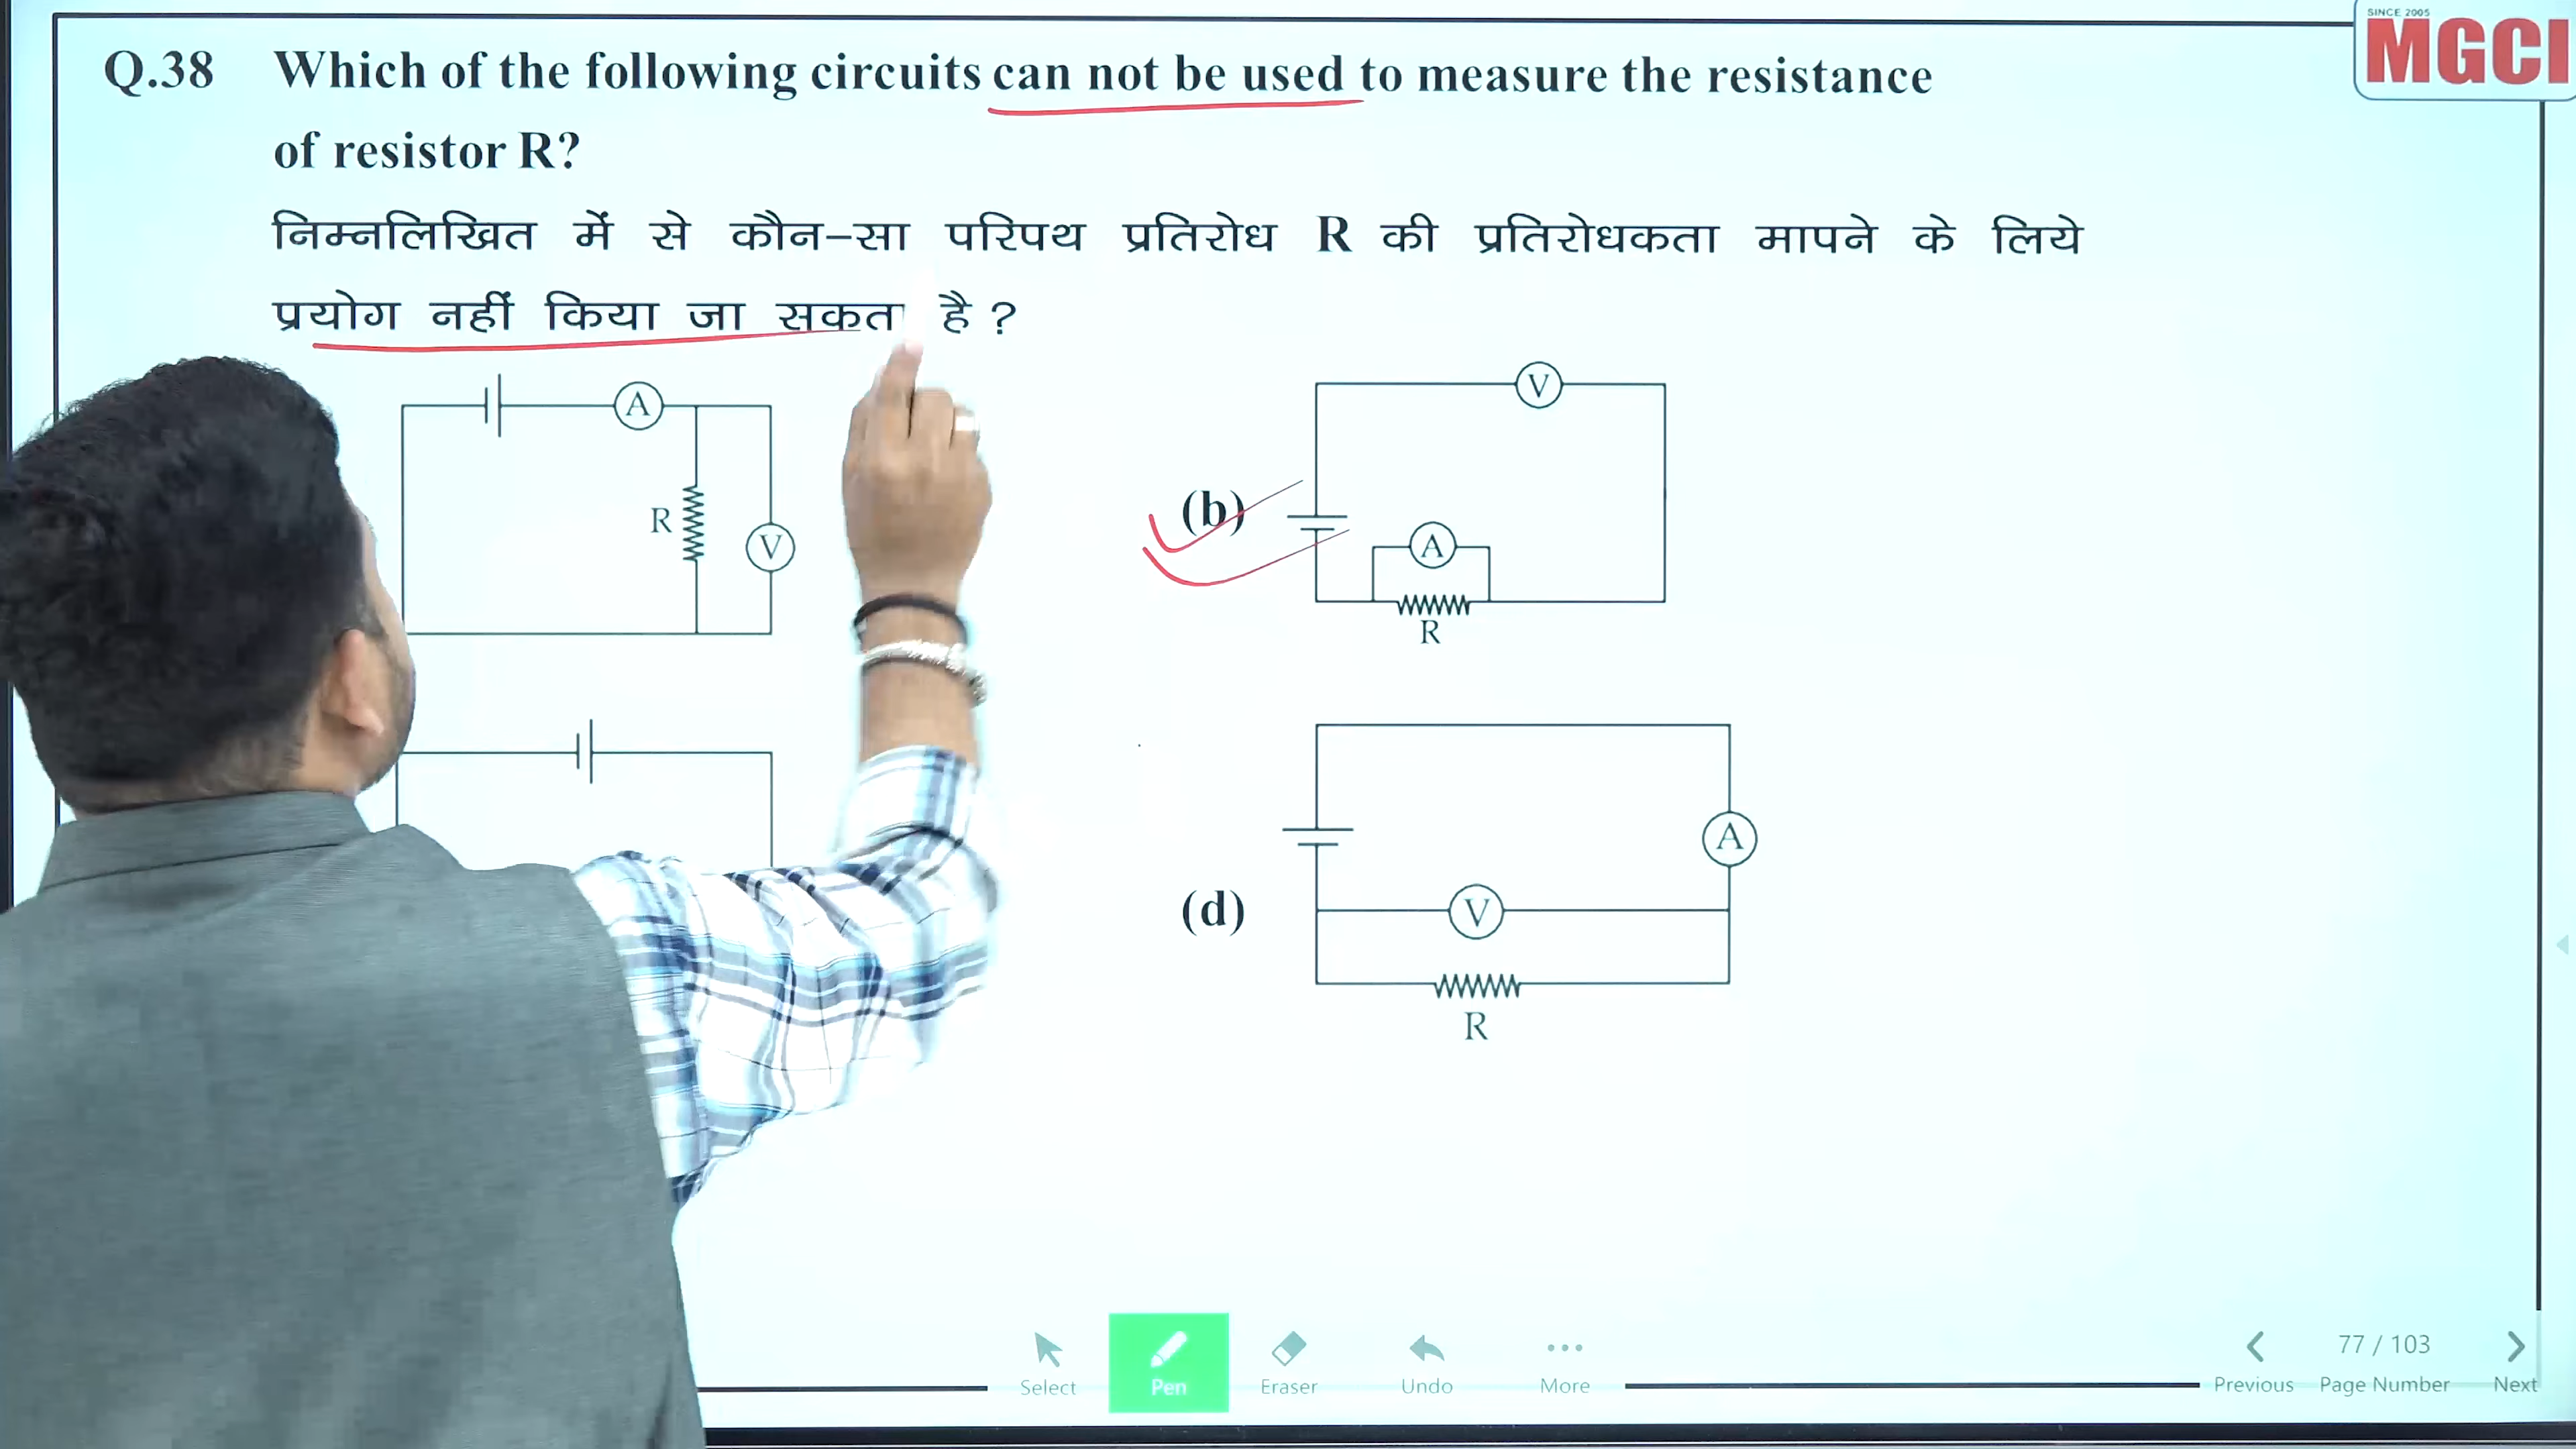 SINCE 2005
MGCI
Q.38 Which of the following circuits can not be used to measure the resistance
of resistor R?
निम्नलिखित में से कौन–सा परिपथ प्रतिरोध R की प्रतिरोधकता मापने के लिये
प्रयोग नहीं किया जा सकता है ?
A
R
V
(b)
V
A
R
(d)
A
V
R
Select
Pen
Eraser
Undo
More
77 / 103
Previous
Page Number
Next